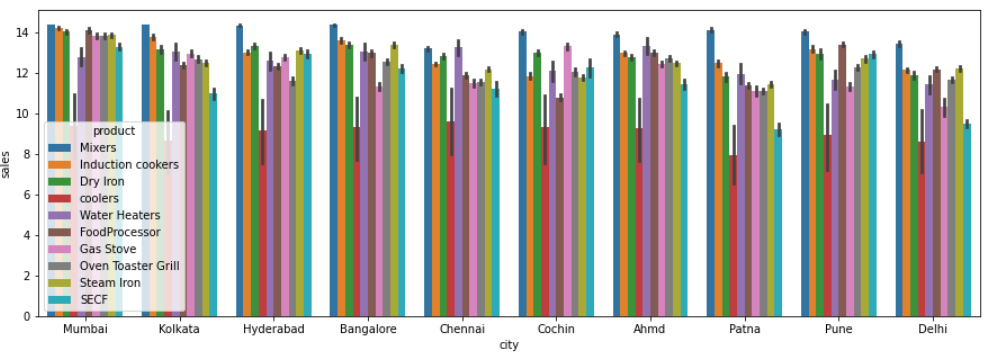 14
12
10
8
6
4
2
0
sales
product
Mixers
Induction cookers
Dry Iron
coolers
Water Heaters
FoodProcessor
Gas Stove
Oven Toaster Grill
Steam Iron
SECF
Mumbai Kolkata Hyderabad Bangalore Chennai Cochin Ahmd Patna Pune Delhi
city